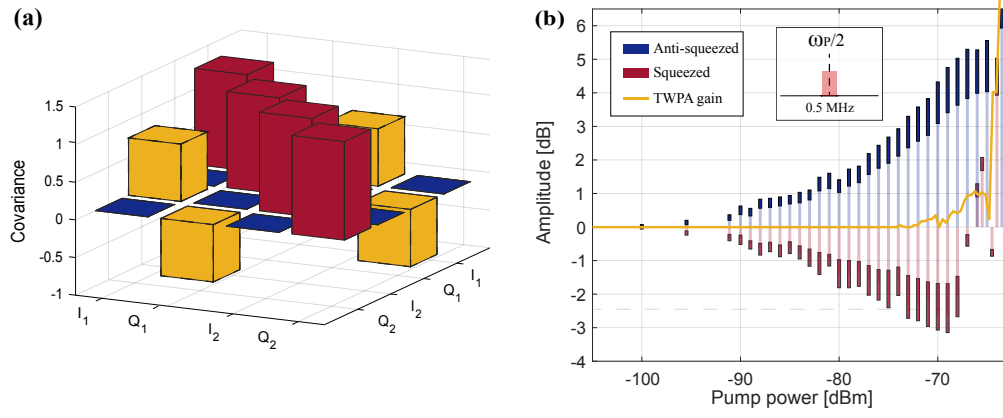 (a)
1.5
1
0.5
0
-0.5
-1
Covariance
I1
Q1
I2
Q2
Q2
I2
Q1
I1
(b)
6
5
4
3
2
1
0
-1
-2
-3
-4
Amplitude [dB]
Anti-squeezed
Squeezed
TWPA gain
ωP/2
0.5 MHz
-100
-90
-80
-70
Pump power [dBm]